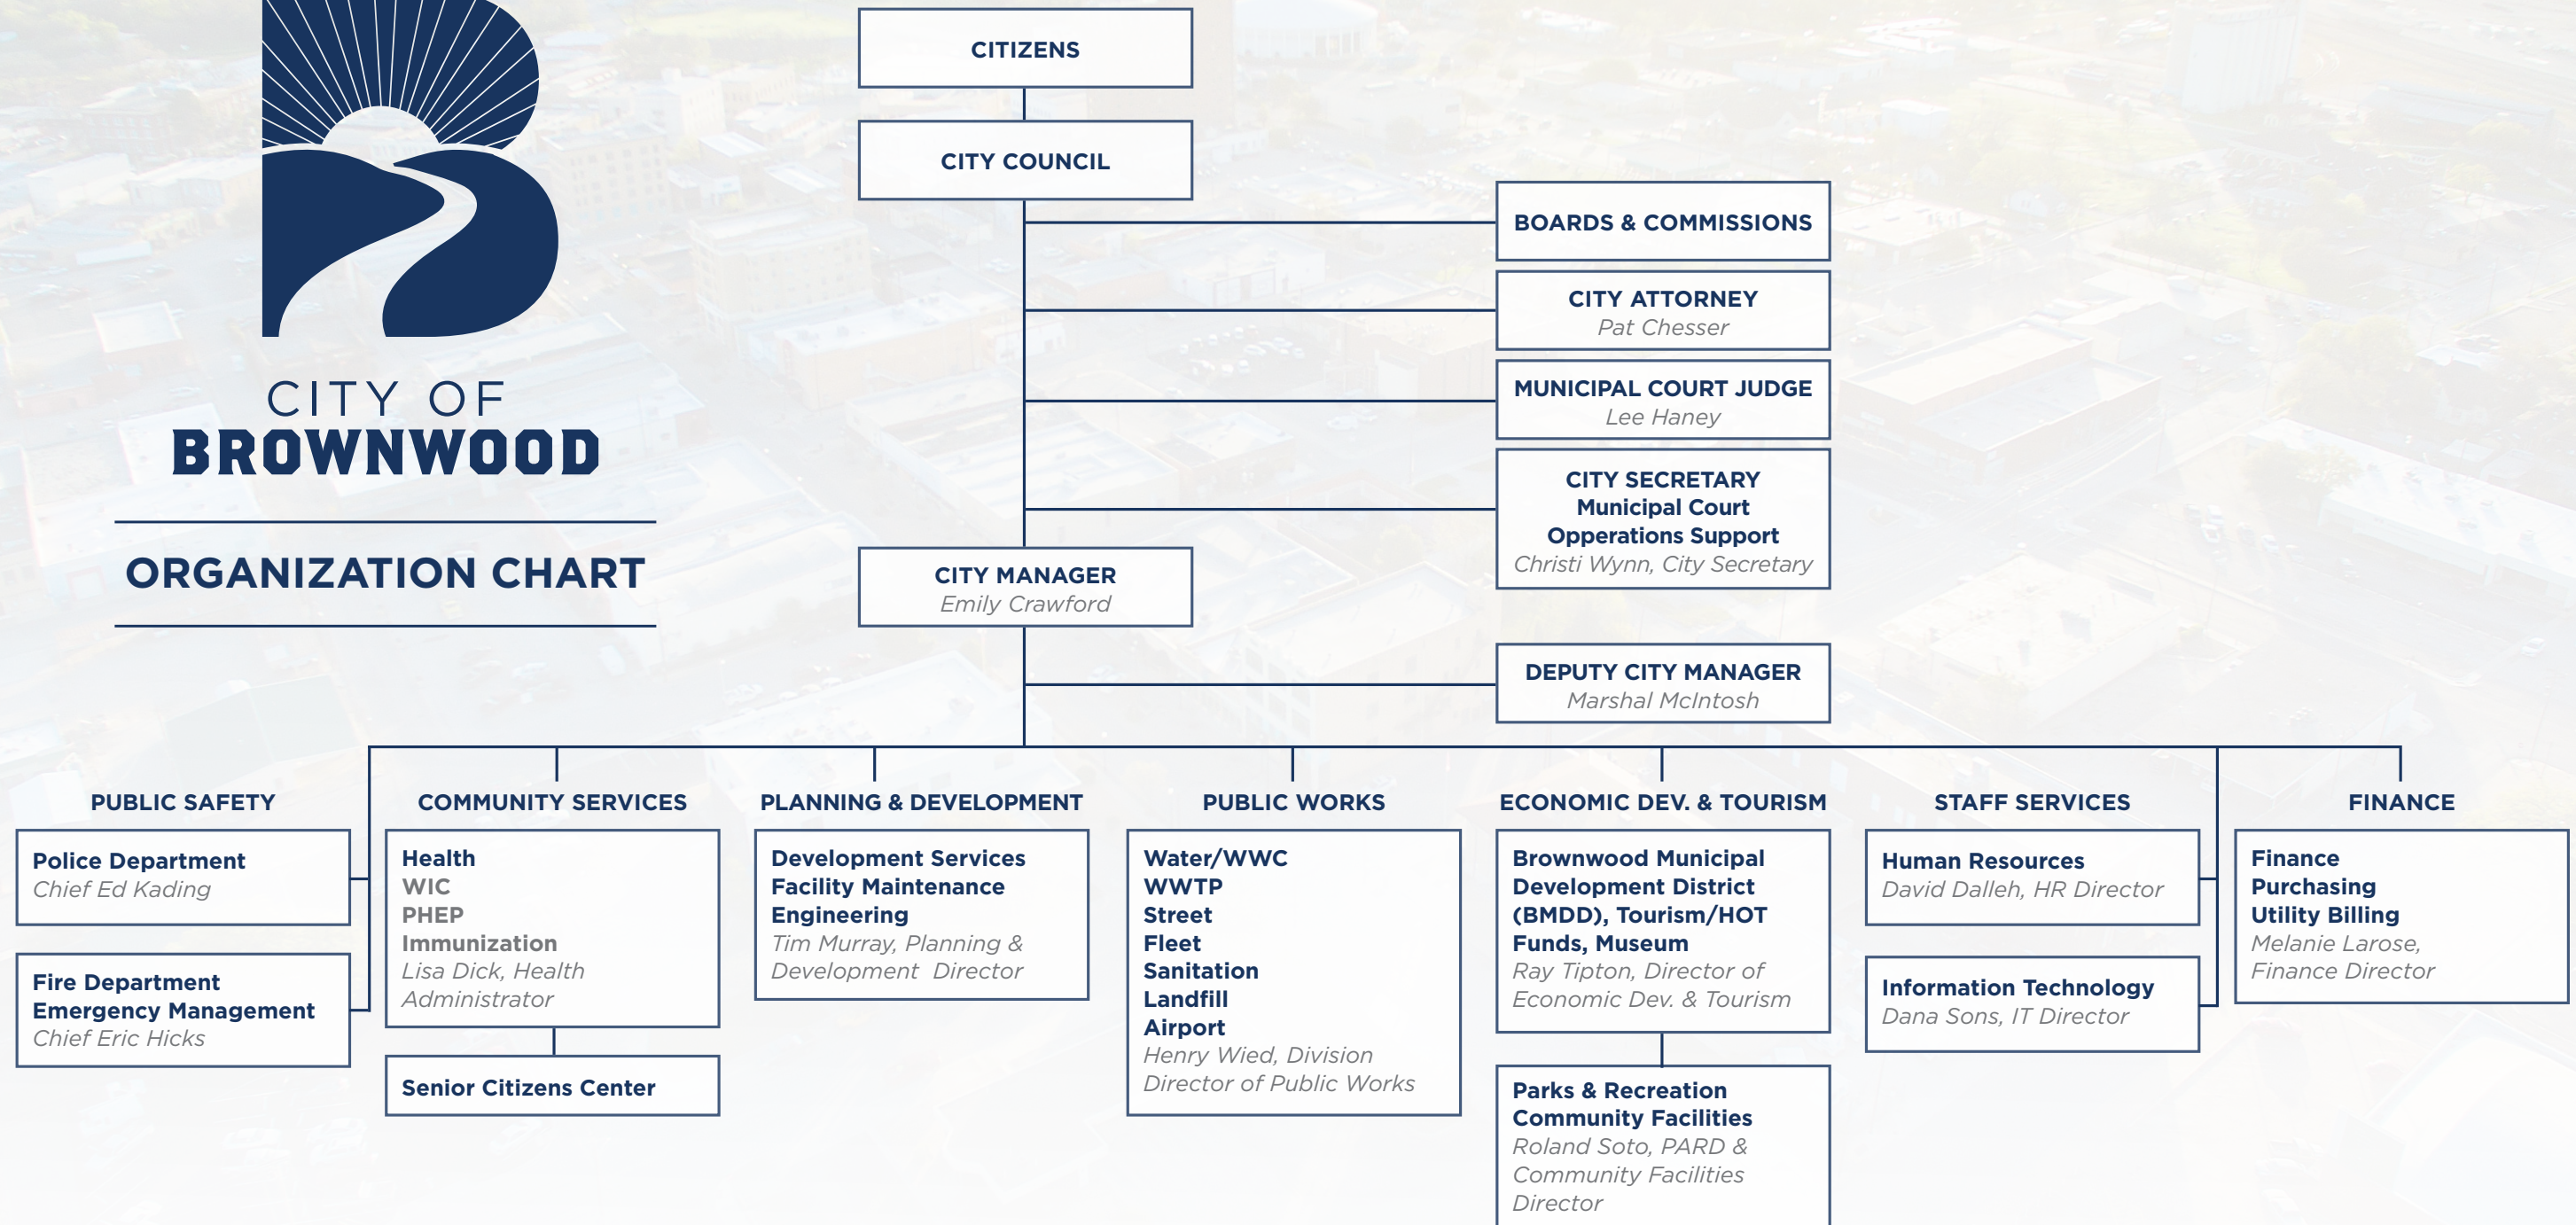 CITY OF
BROWNWOOD
ORGANIZATION CHART
CITIZENS
CITY COUNCIL
BOARDS & COMMISSIONS
CITY ATTORNEY
Pat Chesser
MUNICIPAL COURT JUDGE
Lee Haney
CITY SECRETARY
Municipal Court
Opperations Support
Christi Wynn, City Secretary
CITY MANAGER
Emily Crawford
DEPUTY CITY MANAGER
Marshal McIntosh
PUBLIC SAFETY
Police Department
Chief Ed Kading
Fire Department
Emergency Management
Chief Eric Hicks
COMMUNITY SERVICES
Health
WIC
PHEP
Immunization
Lisa Dick, Health
Administrator
Senior Citizens Center
PLANNING & DEVELOPMENT
Development Services
Facility Maintenance
Engineering
Tim Murray, Planning &
Development Director
PUBLIC WORKS
Water/WWC
WWTP
Street
Fleet
Sanitation
Landfill
Airport
Henry Wied, Division
Director of Public Works
ECONOMIC DEV. & TOURISM
Brownwood Municipal
Development District
(BMDD), Tourism/HOT
Funds, Museum
Ray Tipton, Director of
Economic Dev. & Tourism
Parks & Recreation
Community Facilities
Roland Soto, PARD &
Community Facilities
Director
STAFF SERVICES
Human Resources
David Dalleh, HR Director
Information Technology
Dana Sons, IT Director
FINANCE
Finance
Purchasing
Utility Billing
Melanie Larose,
Finance Director